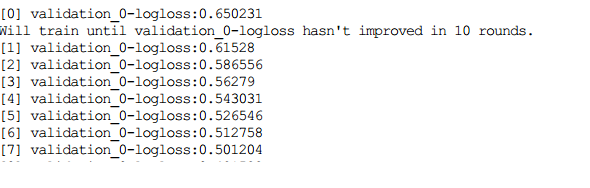 [0] validation_0-logloss:0.650231
Will train until validation_0-logloss hasn't improved in 10 rounds.
[1] validation_0-logloss:0.61528
[2] validation_0-logloss:0.586556
[3] validation_0-logloss:0.56279
[4] validation_0-logloss:0.543031
[5] validation_0-logloss:0.526546
[6] validation_0-logloss:0.512758
[7] validation_0-logloss:0.501204